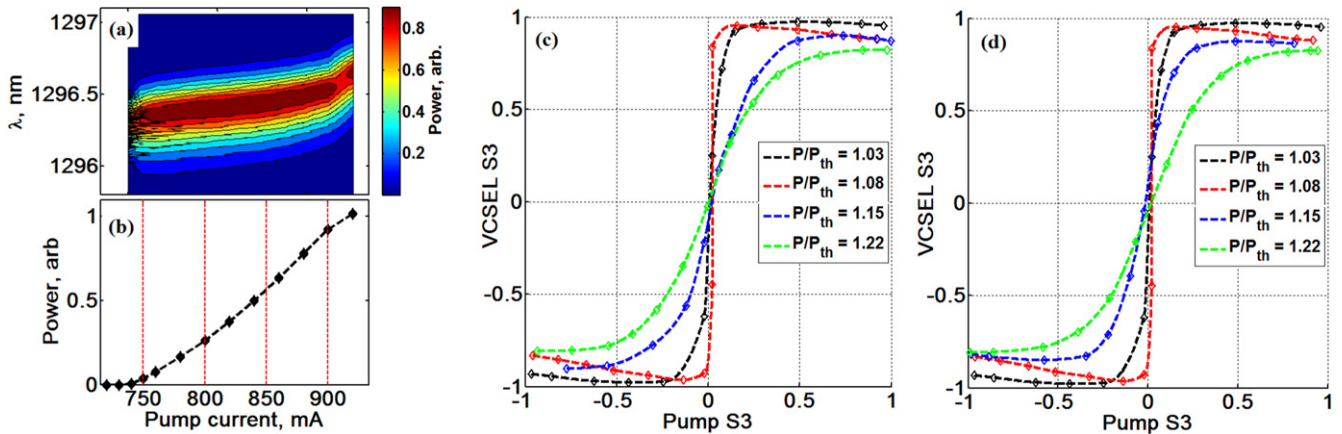 (a)
1297
1296.5
1296
λ, nm
0.8
0.6
0.4
0.2
Power, arb.
(b)
1
0.5
0
Power, arb
750 800 850 900
Pump current, mA
(c)
1
0.5
0
-0.5
-1
VCSEL S3
P/Pth = 1.03
P/Pth = 1.08
P/Pth = 1.15
P/Pth = 1.22
-1 -0.5 0 0.5 1
Pump S3
(d)
1
0.5
0
-0.5
-1
VCSEL S3
P/Pth = 1.03
P/Pth = 1.08
P/Pth = 1.15
P/Pth = 1.22
-1 -0.5 0 0.5 1
Pump S3